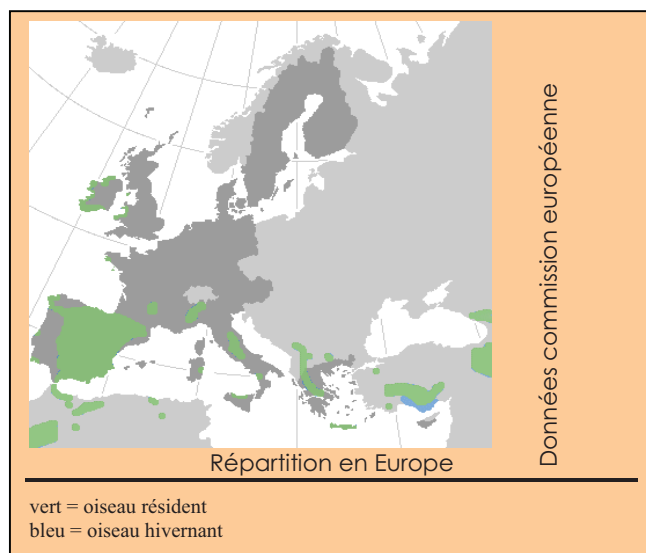 Données commission européenne
Répartition en Europe
vert = oiseau résident
bleu = oiseau hivernant